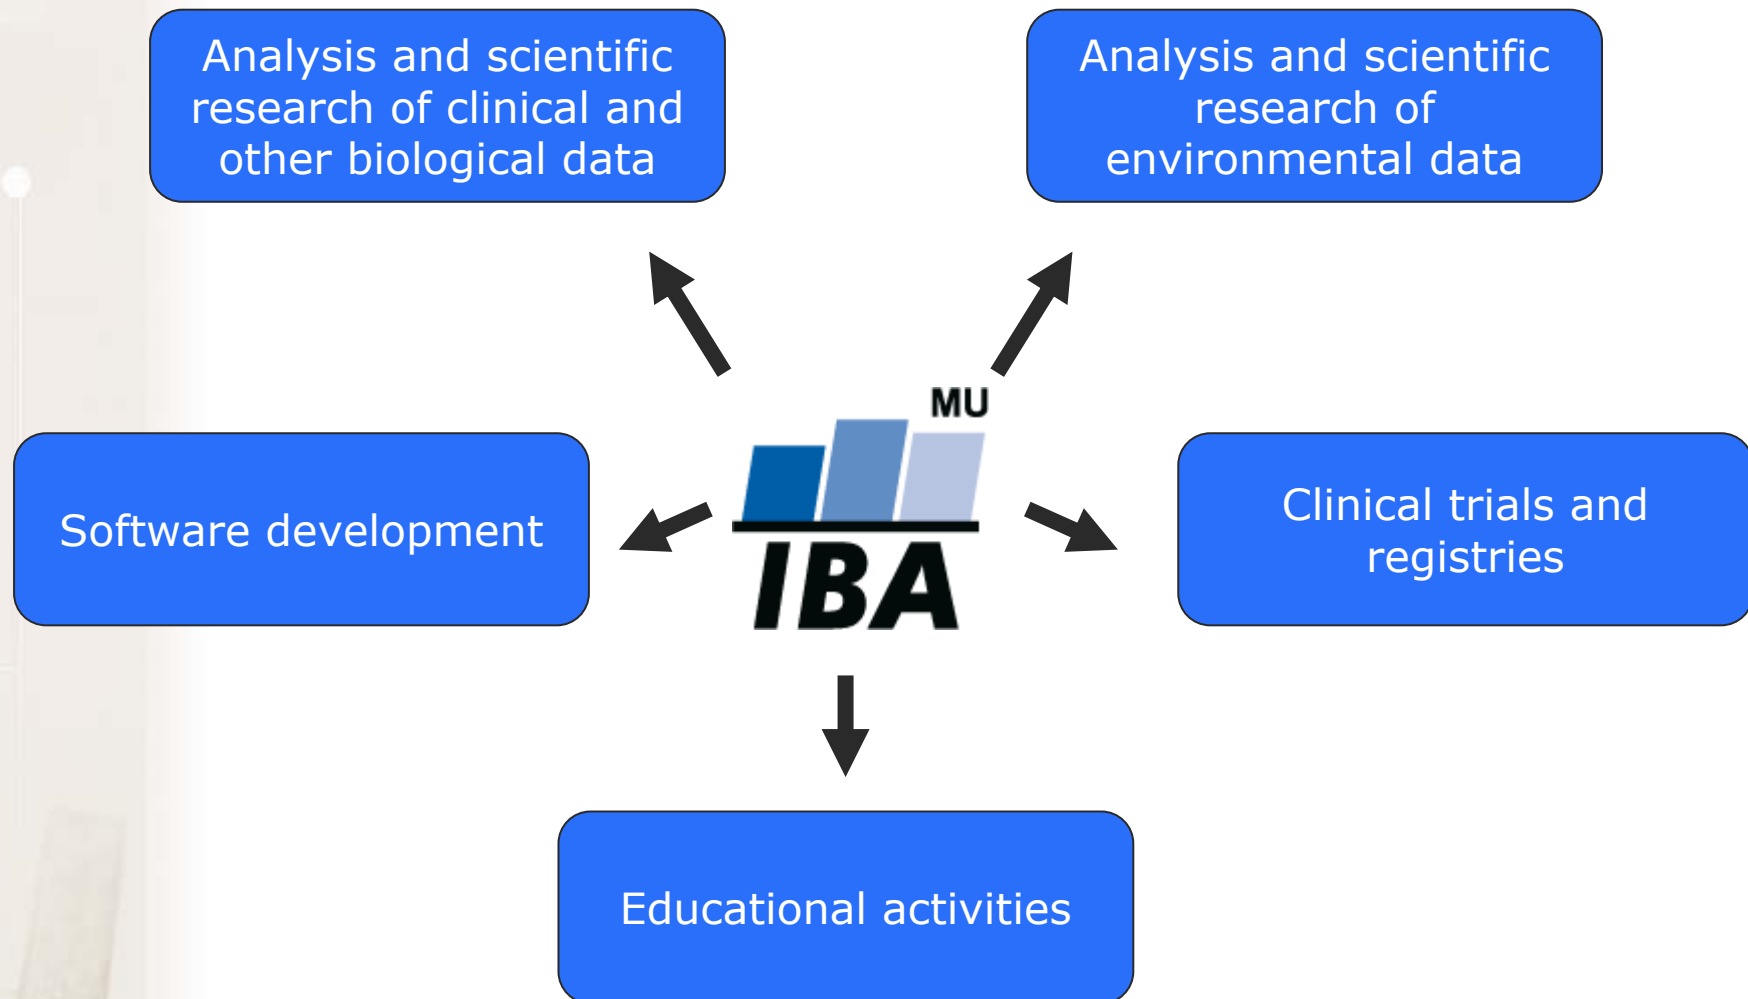 Analysis and scientific
research of clinical and
other biological data
Analysis and scientific
research of
environmental data
MU
IBA
Software development
Clinical trials and
registries
Educational activities